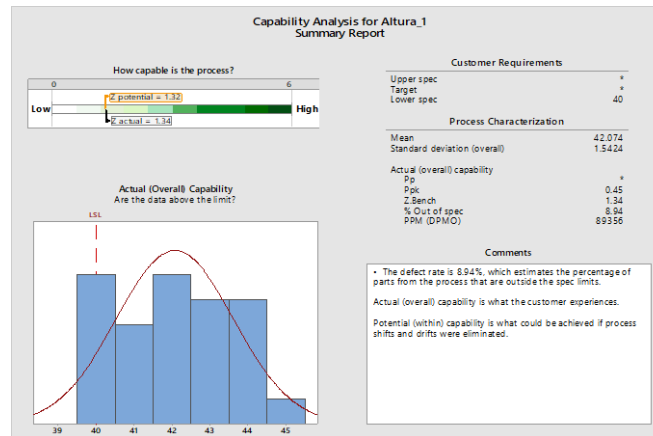 Capability Analysis for Altura_1
Summary Report
How capable is the process?
0 6
Low High
Z potential = 1.32
Z actual = 1.34
Actual (Overall) Capability
Are the data above the limit?
LSL
39 40 41 42 43 44 45
Customer Requirements
Upper spec *
Target *
Lower spec 40
Process Characterization
Mean 42.074
Standard deviation (overall) 1.5424
Actual (overall) capability
Pp *
Ppk 0.45
Z.Bench 1.34
% Out of spec 8.94
PPM (DPMO) 89356
Comments
• The defect rate is 8.94%, which estimates the percentage of
parts from the process that are outside the spec limits.
Actual (overall) capability is what the customer experiences.
Potential (within) capability is what could be achieved if process
shifts and drifts were eliminated.